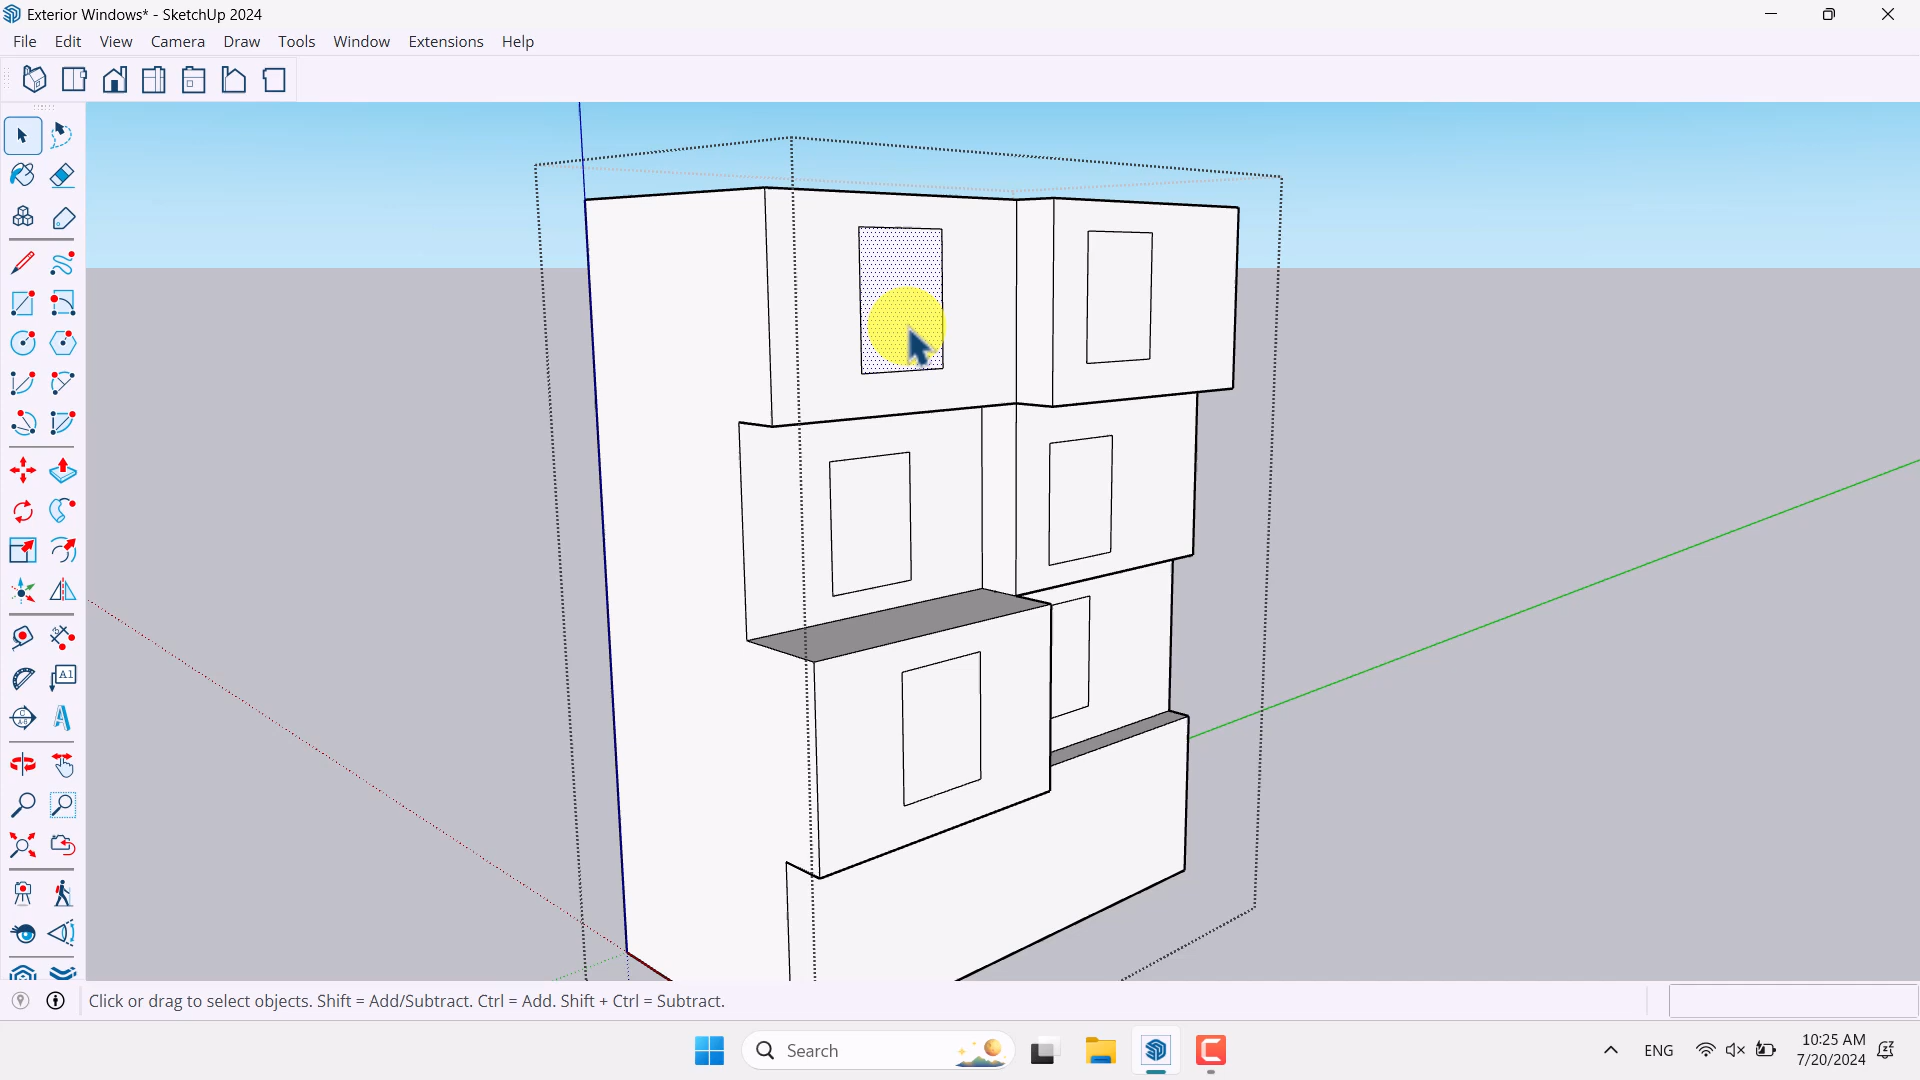 Exterior Windows* - SketchUp 2024
File Edit View Camera Draw Tools Window Extensions Help
A1
Click or drag to select objects. Shift = Add/Subtract. Ctrl = Add. Shift + Ctrl = Subtract.
Search
ENG
10:25 AM
7/20/2024